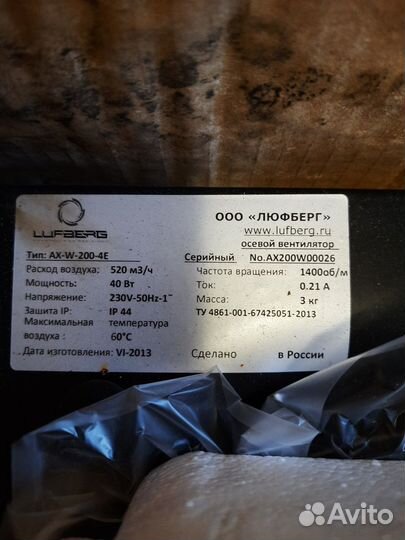 LUFBERG
ООО «ЛЮФБЕРГ»
www.lufberg.ru
осевой вентилятор
Тип: AX-W-200-4E Серийный No.AX200W00026
Расход воздуха: 520 м3/ч Частота вращения: 1400об/м
Мощность: 40 Вт Ток: 0.21 А
Напряжение: 230V-50Hz-1~ Масса: 3 кг
Зашита IP: IP 44 ТУ 4861-001-67425051-2013
Максимальная температура
воздуха : 60°C
Дата изготовления: VI-2013 Сделано в России
Avito